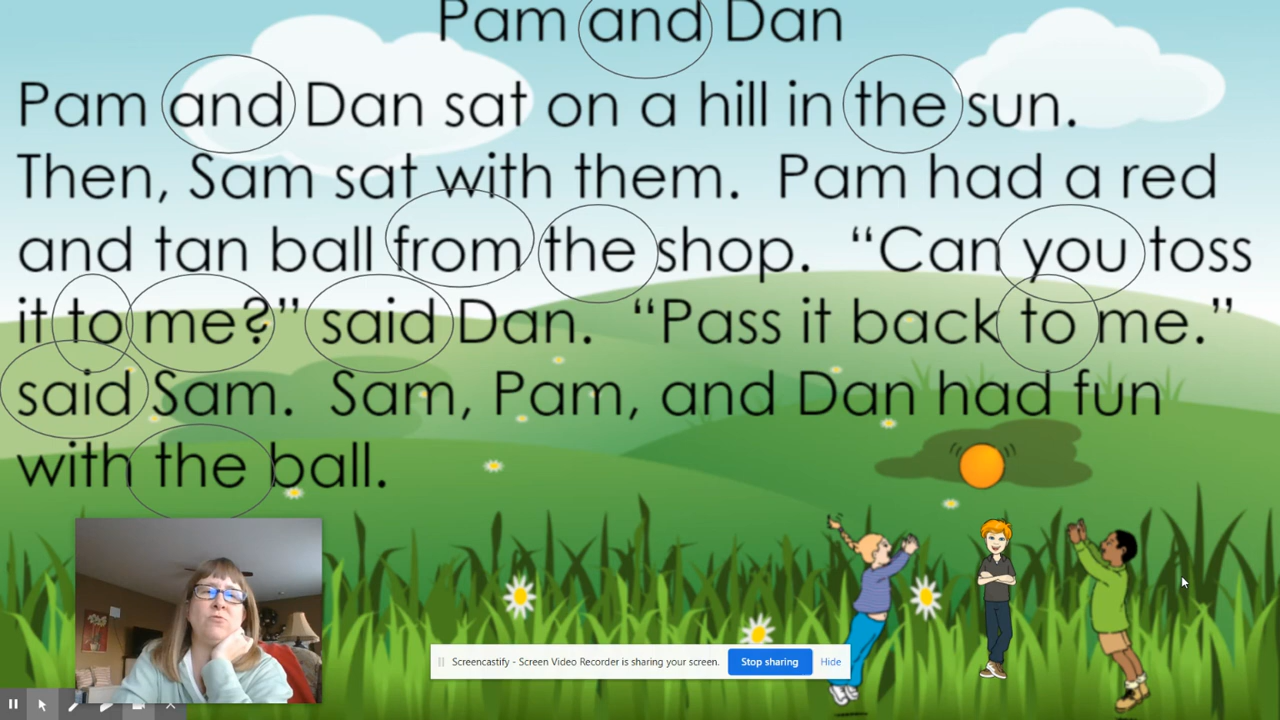 Pam and Dan
Pam and Dan sat on a hill in the sun.
Then, Sam sat with them. Pam had a red
and tan ball from the shop. “Can you toss
it to me?” said Dan. “Pass it back to me.”
said Sam. Sam, Pam, and Dan had fun
with the ball.
Screencastify - Screen Video Recorder is sharing your screen. Stop sharing Hide